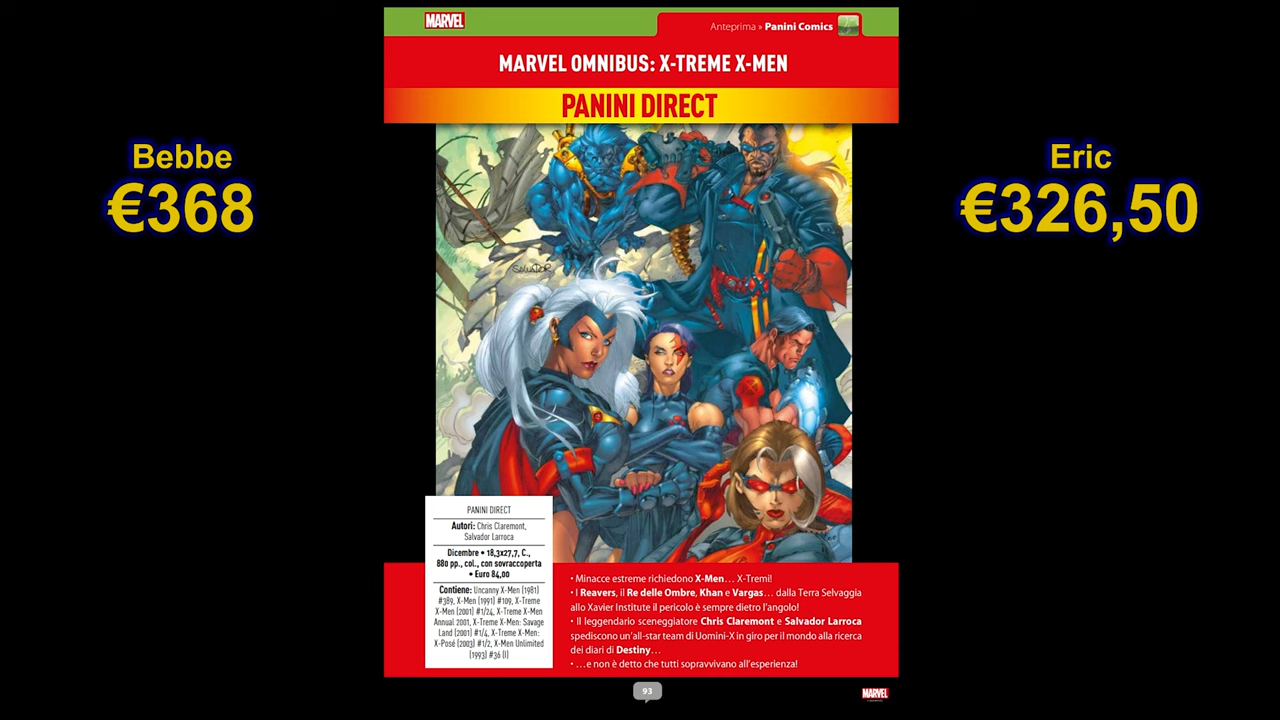 MARVEL
Anteprima » Panini Comics
MARVEL OMNIBUS: X-TREME X-MEN
PANINI DIRECT
Bebbe
€368
Eric
€326,50
SALVADOR
PANINI DIRECT
Autori: Chris Claremont,
Salvador Larroca
Dicembre • 18,3x27,7, C.,
880 pp., col., con sovraccoperta
• Euro 84,00
Contiene: Uncanny X-Men (1981)
#389, X-Men (1991) #109, X-Treme
X-Men (2001) #1/24, X-Treme X-Men
Annual 2001, X-Treme X-Men: Savage
Land (2001) #1/4, X-Treme X-Men:
X-Posé (2003) #1/2, X-Men Unlimited
(1993) #36 (I)
• Minacce estreme richiedono X-Men… X-Tremi!
• I Reavers, il Re delle Ombre, Khan e Vargas… dalla Terra Selvaggia
allo Xavier Institute il pericolo è sempre dietro l'angolo!
• Il leggendario sceneggiatore Chris Claremont e Salvador Larroca
spediscono un'all-star team di Uomini-X in giro per il mondo alla ricerca
dei diari di Destiny…
• …e non è detto che tutti sopravvivano all'esperienza!
93
MARVEL